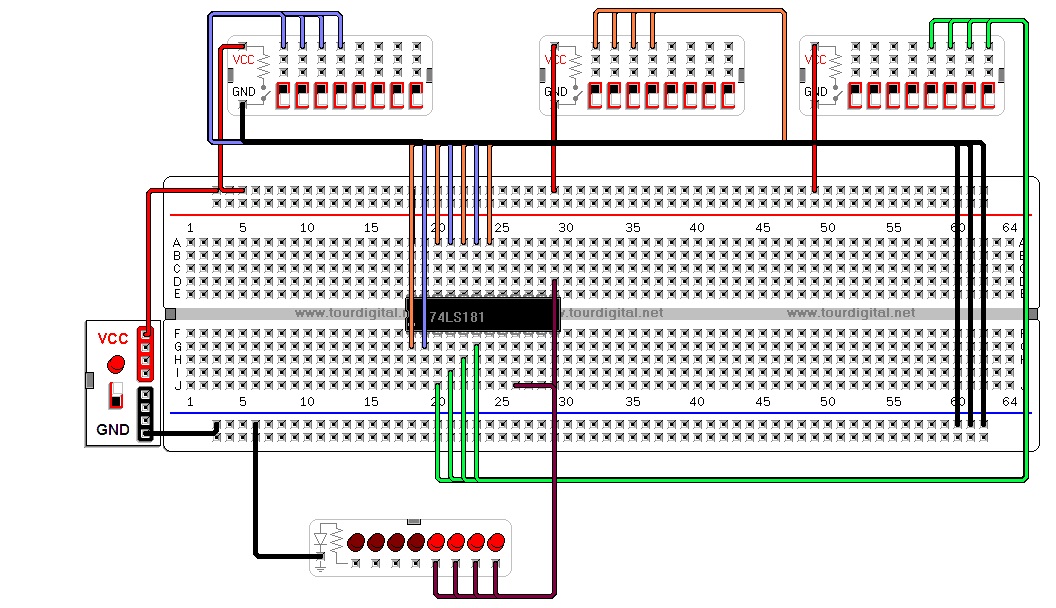 VCC
GND
VCC
GND
VCC
GND
1 5 10 15 20 25 30 35 40 45 50 55 60 64
A A
B B
C C
D D
E E
www.tourdigital.n tourdigital.net www.tourdigital.net
74LS181
VCC
GND
F F
G G
H H
I I
J J
1 5 10 15 20 25 30 35 40 45 50 55 60 64